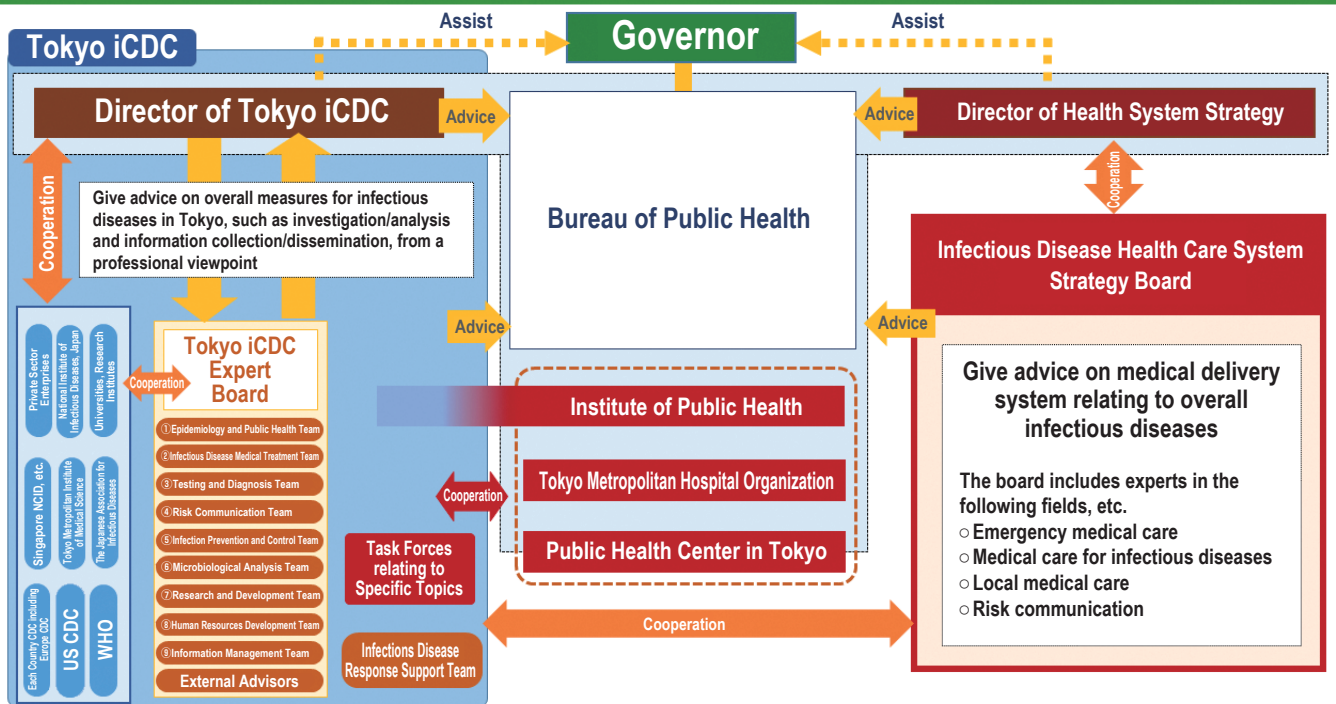 Assist
Governor
Assist
Tokyo iCDC
Director of Tokyo iCDC
Advice
Advice
Director of Health System Strategy
Cooperation
Give advice on overall measures for infectious
diseases in Tokyo, such as investigation/analysis
and information collection/dissemination, from a
professional viewpoint
Bureau of Public Health
Cooperation
Infectious Disease Health Care System
Strategy Board
Private Sector
Enterprises
National Institute of
Infectious Diseases, Japan
Universities, Research
Institutes
Singapore NCID, etc.
Tokyo Metropolitan Institute
of Medical Science
The Japanese Association for
Infectious Diseases
Each Country CDC including
Europe CDC
US CDC
WHO
Cooperation
Tokyo iCDC
Expert
Board
①Epidemiology and Public Health Team
②Infectious Disease Medical Treatment Team
③Testing and Diagnosis Team
④Risk Communication Team
⑤Infection Prevention and Control Team
⑥Microbiological Analysis Team
⑦Research and Development Team
⑧Human Resources Development Team
⑨Information Management Team
External Advisors
Advice
Advice
Institute of Public Health
Cooperation
Tokyo Metropolitan Hospital Organization
Public Health Center in Tokyo
Task Forces
relating to
Specific Topics
Infections Disease
Response Support Team
Cooperation
Give advice on medical delivery
system relating to overall
infectious diseases
The board includes experts in the
following fields, etc.
○Emergency medical care
○Medical care for infectious diseases
○Local medical care
○Risk communication